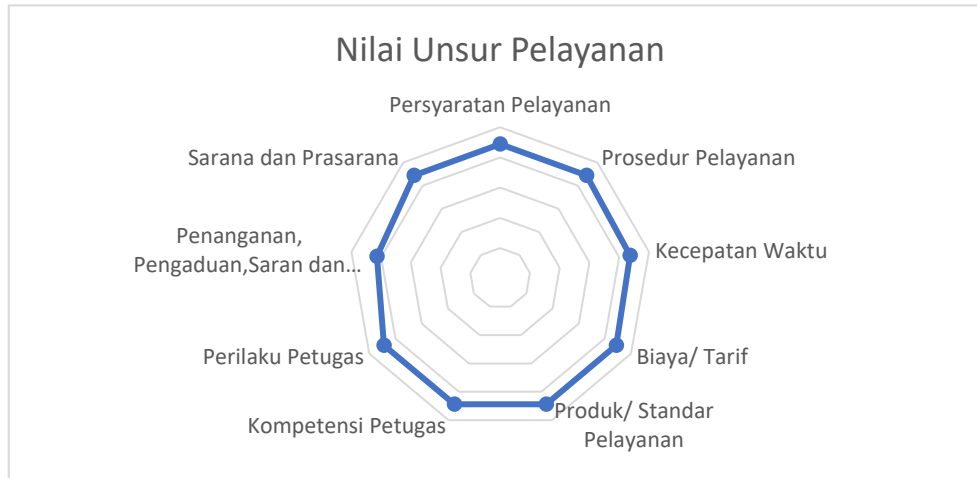 Nilai Unsur Pelayanan
Persyaratan Pelayanan
Prosedur Pelayanan
Kecepatan Waktu
Biaya/ Tarif
Produk/ Standar
Pelayanan
Kompetensi Petugas
Perilaku Petugas
Penanganan,
Pengaduan,Saran dan...
Sarana dan Prasarana